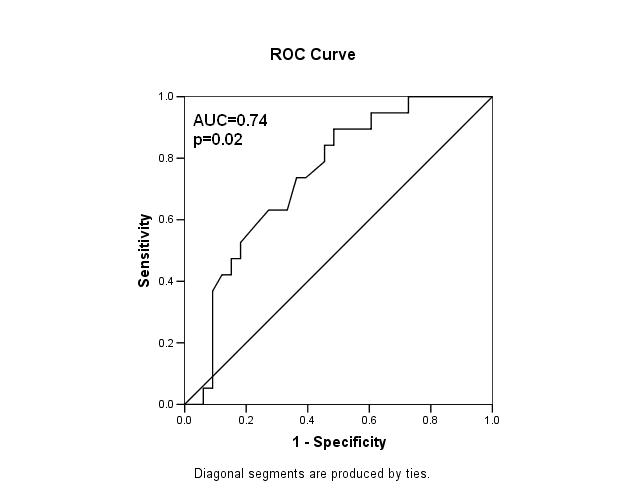 ROC Curve
AUC=0.74
p=0.02
1.0
0.8
0.6
0.4
0.2
0.0
Sensitivity
0.0 0.2 0.4 0.6 0.8 1.0
1 - Specificity
Diagonal segments are produced by ties.